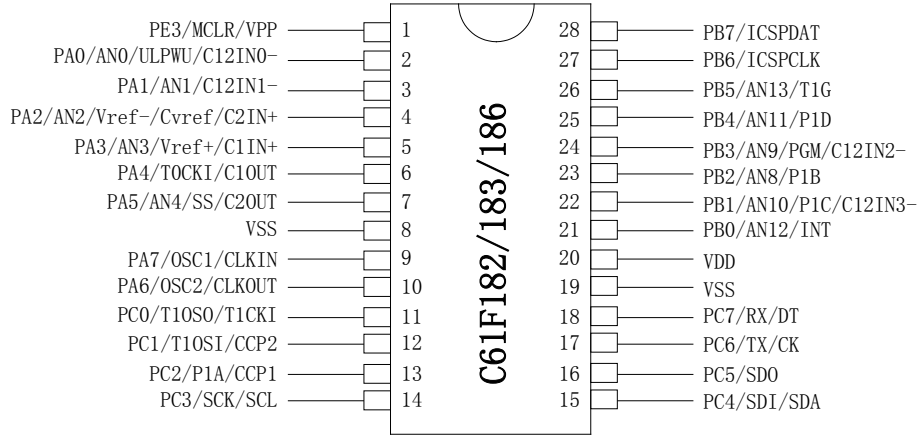 PE3/MCLR/VPP 1
PA0/AN0/ULPWU/C12IN0- 2
PA1/AN1/C12IN1- 3
PA2/AN2/Vref-/Cvref/C2IN+ 4
PA3/AN3/Vref+/C1IN+ 5
PA4/T0CKI/C1OUT 6
PA5/AN4/SS/C2OUT 7
VSS 8
PA7/OSC1/CLKIN 9
PA6/OSC2/CLKOUT 10
PC0/T1OSO/T1CKI 11
PC1/T1OSI/CCP2 12
PC2/P1A/CCP1 13
PC3/SCK/SCL 14
C61F182/183/186
28 PB7/ICSPDAT
27 PB6/ICSPCLK
26 PB5/AN13/T1G
25 PB4/AN11/P1D
24 PB3/AN9/PGM/C12IN2-
23 PB2/AN8/P1B
22 PB1/AN10/P1C/C12IN3-
21 PB0/AN12/INT
20 VDD
19 VSS
18 PC7/RX/DT
17 PC6/TX/CK
16 PC5/SDO
15 PC4/SDI/SDA